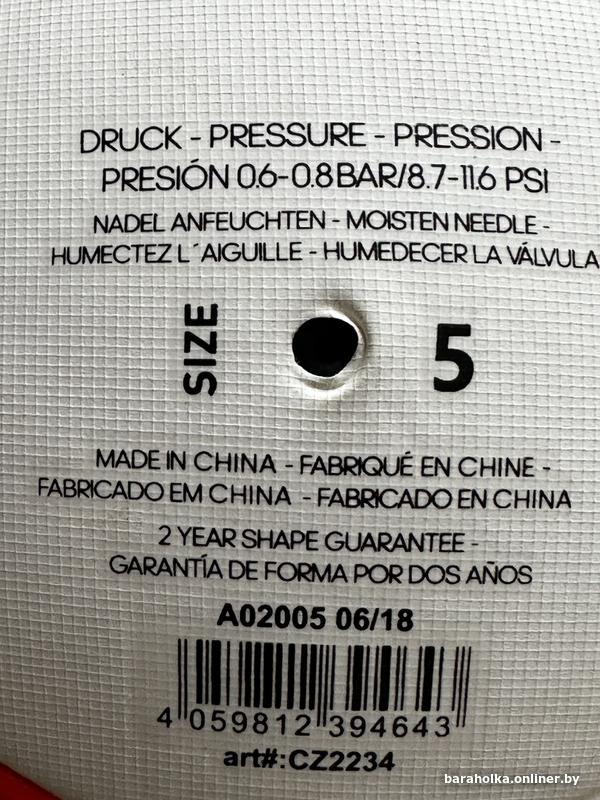 DRUCK - PRESSURE - PRESSION -
PRESIÓN 0.6-0.8 BAR/8.7-11.6 PSI
NADEL ANFEUCHTEN - MOISTEN NEEDLE -
HUMECTEZ L´AIGUILLE - HUMEDECER LA VÁLVULA
SIZE 5
MADE IN CHINA - FABRIQUÉ EN CHINE -
FABRICADO EM CHINA - FABRICADO EN CHINA
2 YEAR SHAPE GUARANTEE -
GARANTÍA DE FORMA POR DOS AÑOS
A02005 06/18
4 059812 394643
art#:CZ2234
baraholka.onliner.by